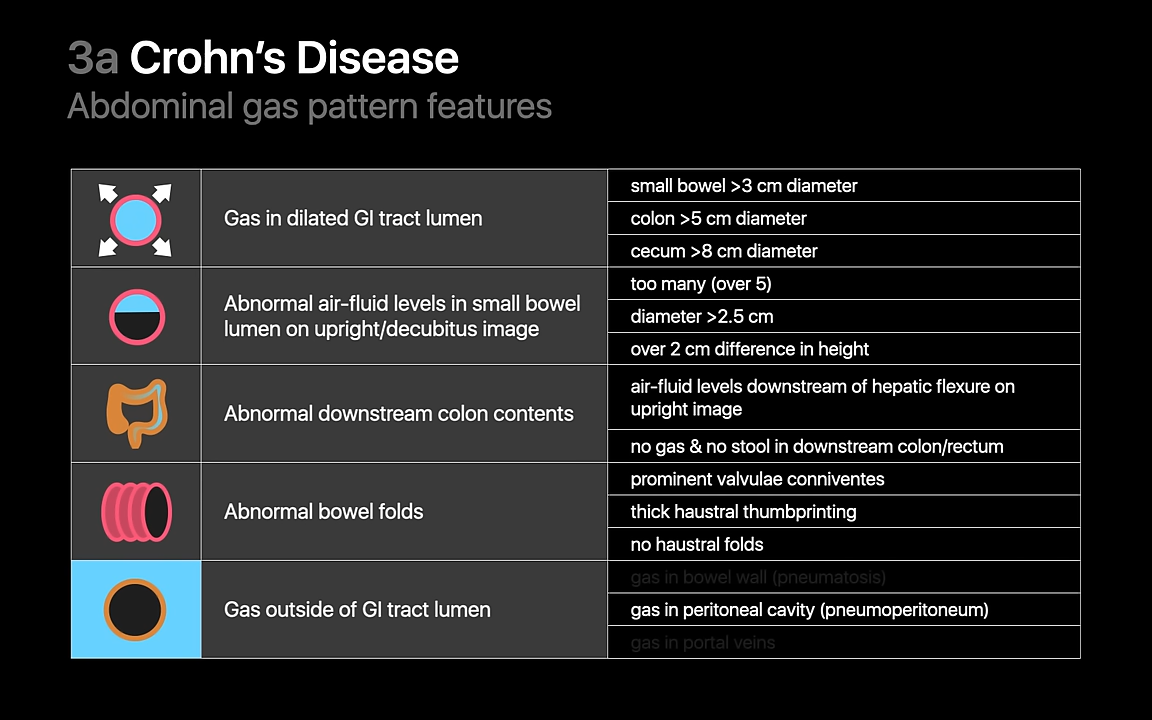 3a Crohn’s Disease
Abdominal gas pattern features
Gas in dilated GI tract lumen
small bowel >3 cm diameter
colon >5 cm diameter
cecum >8 cm diameter
Abnormal air-fluid levels in small bowel
lumen on upright/decubitus image
too many (over 5)
diameter >2.5 cm
over 2 cm difference in height
Abnormal downstream colon contents
air-fluid levels downstream of hepatic flexure on
upright image
no gas & no stool in downstream colon/rectum
Abnormal bowel folds
prominent valvulae conniventes
thick haustral thumbprinting
no haustral folds
Gas outside of GI tract lumen
gas in bowel wall (pneumatosis)
gas in peritoneal cavity (pneumoperitoneum)
gas in portal veins